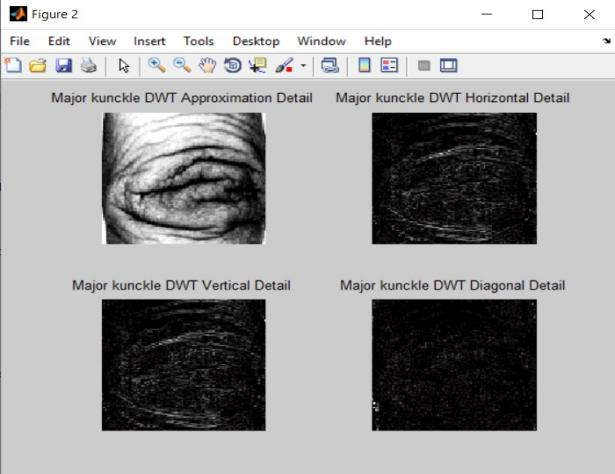 Figure 2
File Edit View Insert Tools Desktop Window Help
Major kunckle DWT Approximation Detail
Major kunckle DWT Horizontal Detail
Major kunckle DWT Vertical Detail
Major kunckle DWT Diagonal Detail